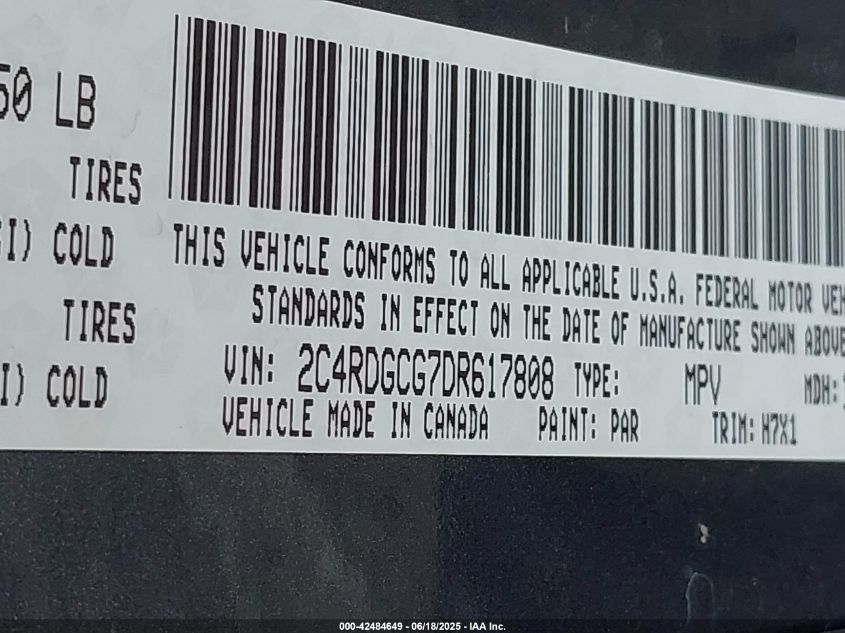 50 LB
TIRES
I) COLD
THIS VEHICLE CONFORMS TO ALL APPLICABLE U.S.A. FEDERAL MOTOR VEH
STANDARDS IN EFFECT ON THE DATE OF MANUFACTURE SHOWN ABOVE
TIRES
I) COLD
VIN: 2C4RDGCG7DR617808 TYPE: MPV MDH:
VEHICLE MADE IN CANADA PAINT: PAR TRIM: H7X1
000-42484649 - 06/18/2025 - IAA Inc.